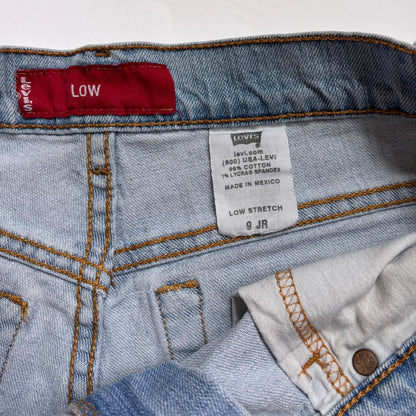 Levi's
LOW
LEVI'S
levi.com
(800) USA-LEVI
99% COTTON
1% LYCRA® SPANDEX
MADE IN MEXICO
LOW STRETCH
9 JR